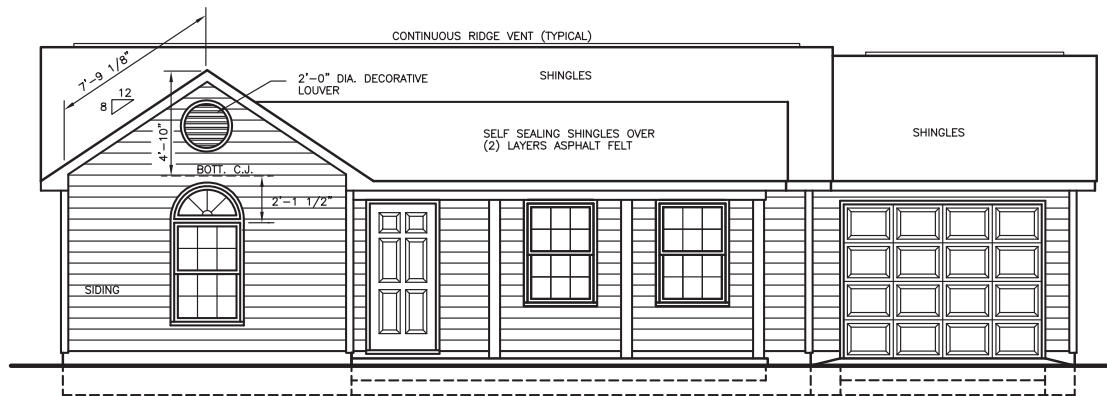 CONTINUOUS RIDGE VENT (TYPICAL)
7'-9 1/8"
12
8
2'-0" DIA. DECORATIVE
LOUVER
SHINGLES
4'-10"
SELF SEALING SHINGLES OVER
(2) LAYERS ASPHALT FELT
SHINGLES
BOTT. C.J.
2'-1 1/2"
SIDING